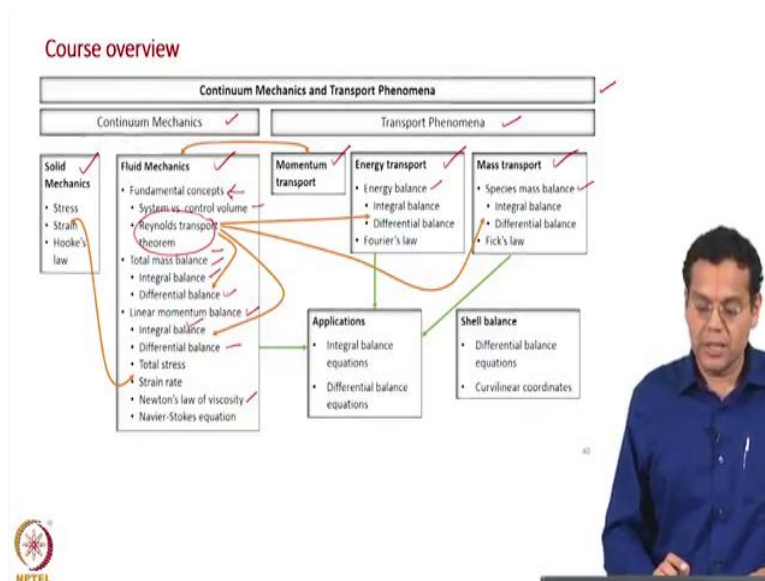 Course overview
Continuum Mechanics and Transport Phenomena
Continuum Mechanics
Transport Phenomena
Solid
Mechanics
• Stress
• Strain
• Hooke's
law
Fluid Mechanics
• Fundamental concepts
• System vs. control volume
• Reynolds transport
theorem
• Total mass balance
• Integral balance
• Differential balance
• Linear momentum balance
• Integral balance
• Differential balance
• Total stress
• Strain rate
• Newton's law of viscosity
• Navier-Stokes equation
Momentum
transport
Energy transport
• Energy balance
• Integral balance
• Differential balance
• Fourier's law
Mass transport
• Species mass balance
• Integral balance
• Differential balance
• Fick's law
Applications
• Integral balance
equations
• Differential balance
equations
Shell balance
• Differential balance
equations
• Curvilinear coordinates
40
NPTEL